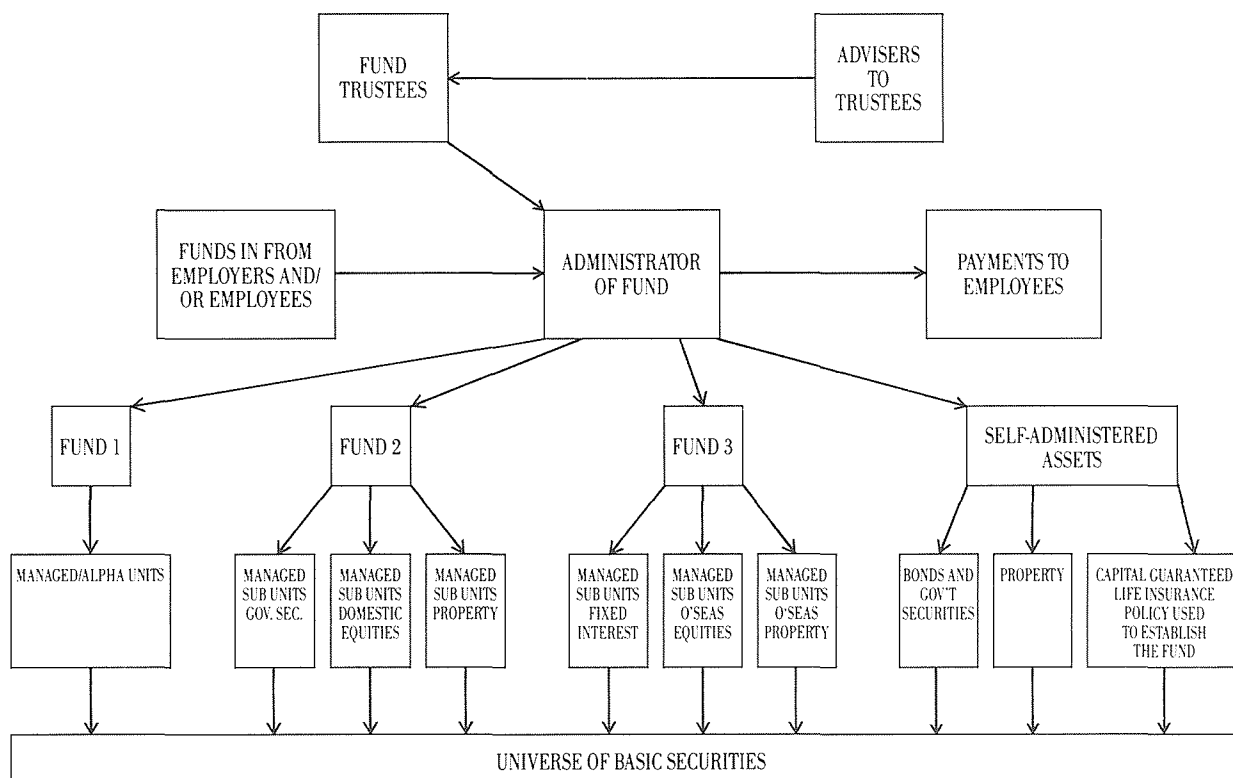 FUND
TRUSTEES
ADVISERS
TO
TRUSTEES
FUNDS IN FROM
EMPLOYERS AND/
OR EMPLOYEES
ADMINISTRATOR
OF FUND
PAYMENTS TO
EMPLOYEES
FUND 1
FUND 2
FUND 3
SELF-ADMINISTERED
ASSETS
MANAGED/ALPHA UNITS
MANAGED
SUB UNITS
GOV. SEC.
MANAGED
SUB UNITS
DOMESTIC
EQUITIES
MANAGED
SUB UNITS
PROPERTY
MANAGED
SUB UNITS
FIXED
INTEREST
MANAGED
SUB UNITS
O'SEAS
EQUITIES
MANAGED
SUB UNITS
O'SEAS
PROPERTY
BONDS AND
GOV'T
SECURITIES
PROPERTY
CAPITAL GUARANTEED
LIFE INSURANCE
POLICY USED
TO ESTABLISH
THE FUND
UNIVERSE OF BASIC SECURITIES